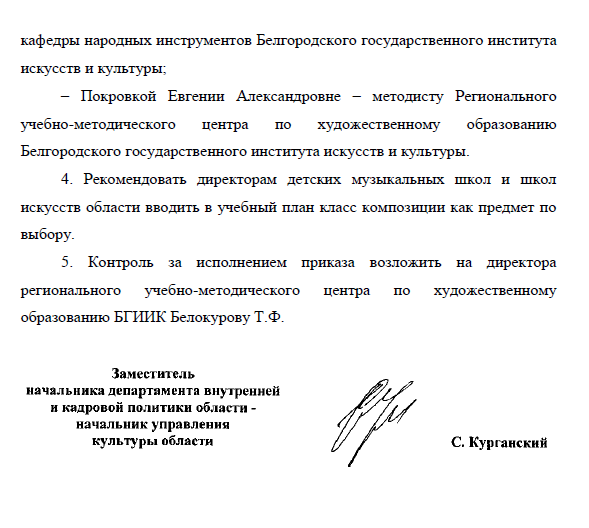 кафедры народных инструментов Белгородского государственного института
искусств и культуры;
– Покровкой Евгении Александровне – методисту Регионального
учебно-методического центра по художественному образованию
Белгородского государственного института искусств и культуры.
4. Рекомендовать директорам детских музыкальных школ и школ
искусств области вводить в учебный план класс композиции как предмет по
выбору.
5. Контроль за исполнением приказа возложить на директора
регионального учебно-методического центра по художественному
образованию БГИИК Белокурову Т.Ф.
Заместитель
начальника департамента внутренней
и кадровой политики области -
начальник управления
культуры области
С. Курганский